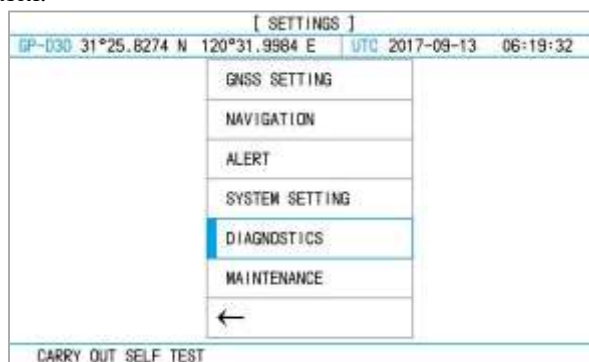 [ SETTINGS ]
GP-D30 31°25.8274 N 120°31.9984 E UTC 2017-09-13 06:19:32
GNSS SETTING
NAVIGATION
ALERT
SYSTEM SETTING
DIAGNOSTICS
MAINTENANCE
←
CARRY OUT SELF TEST